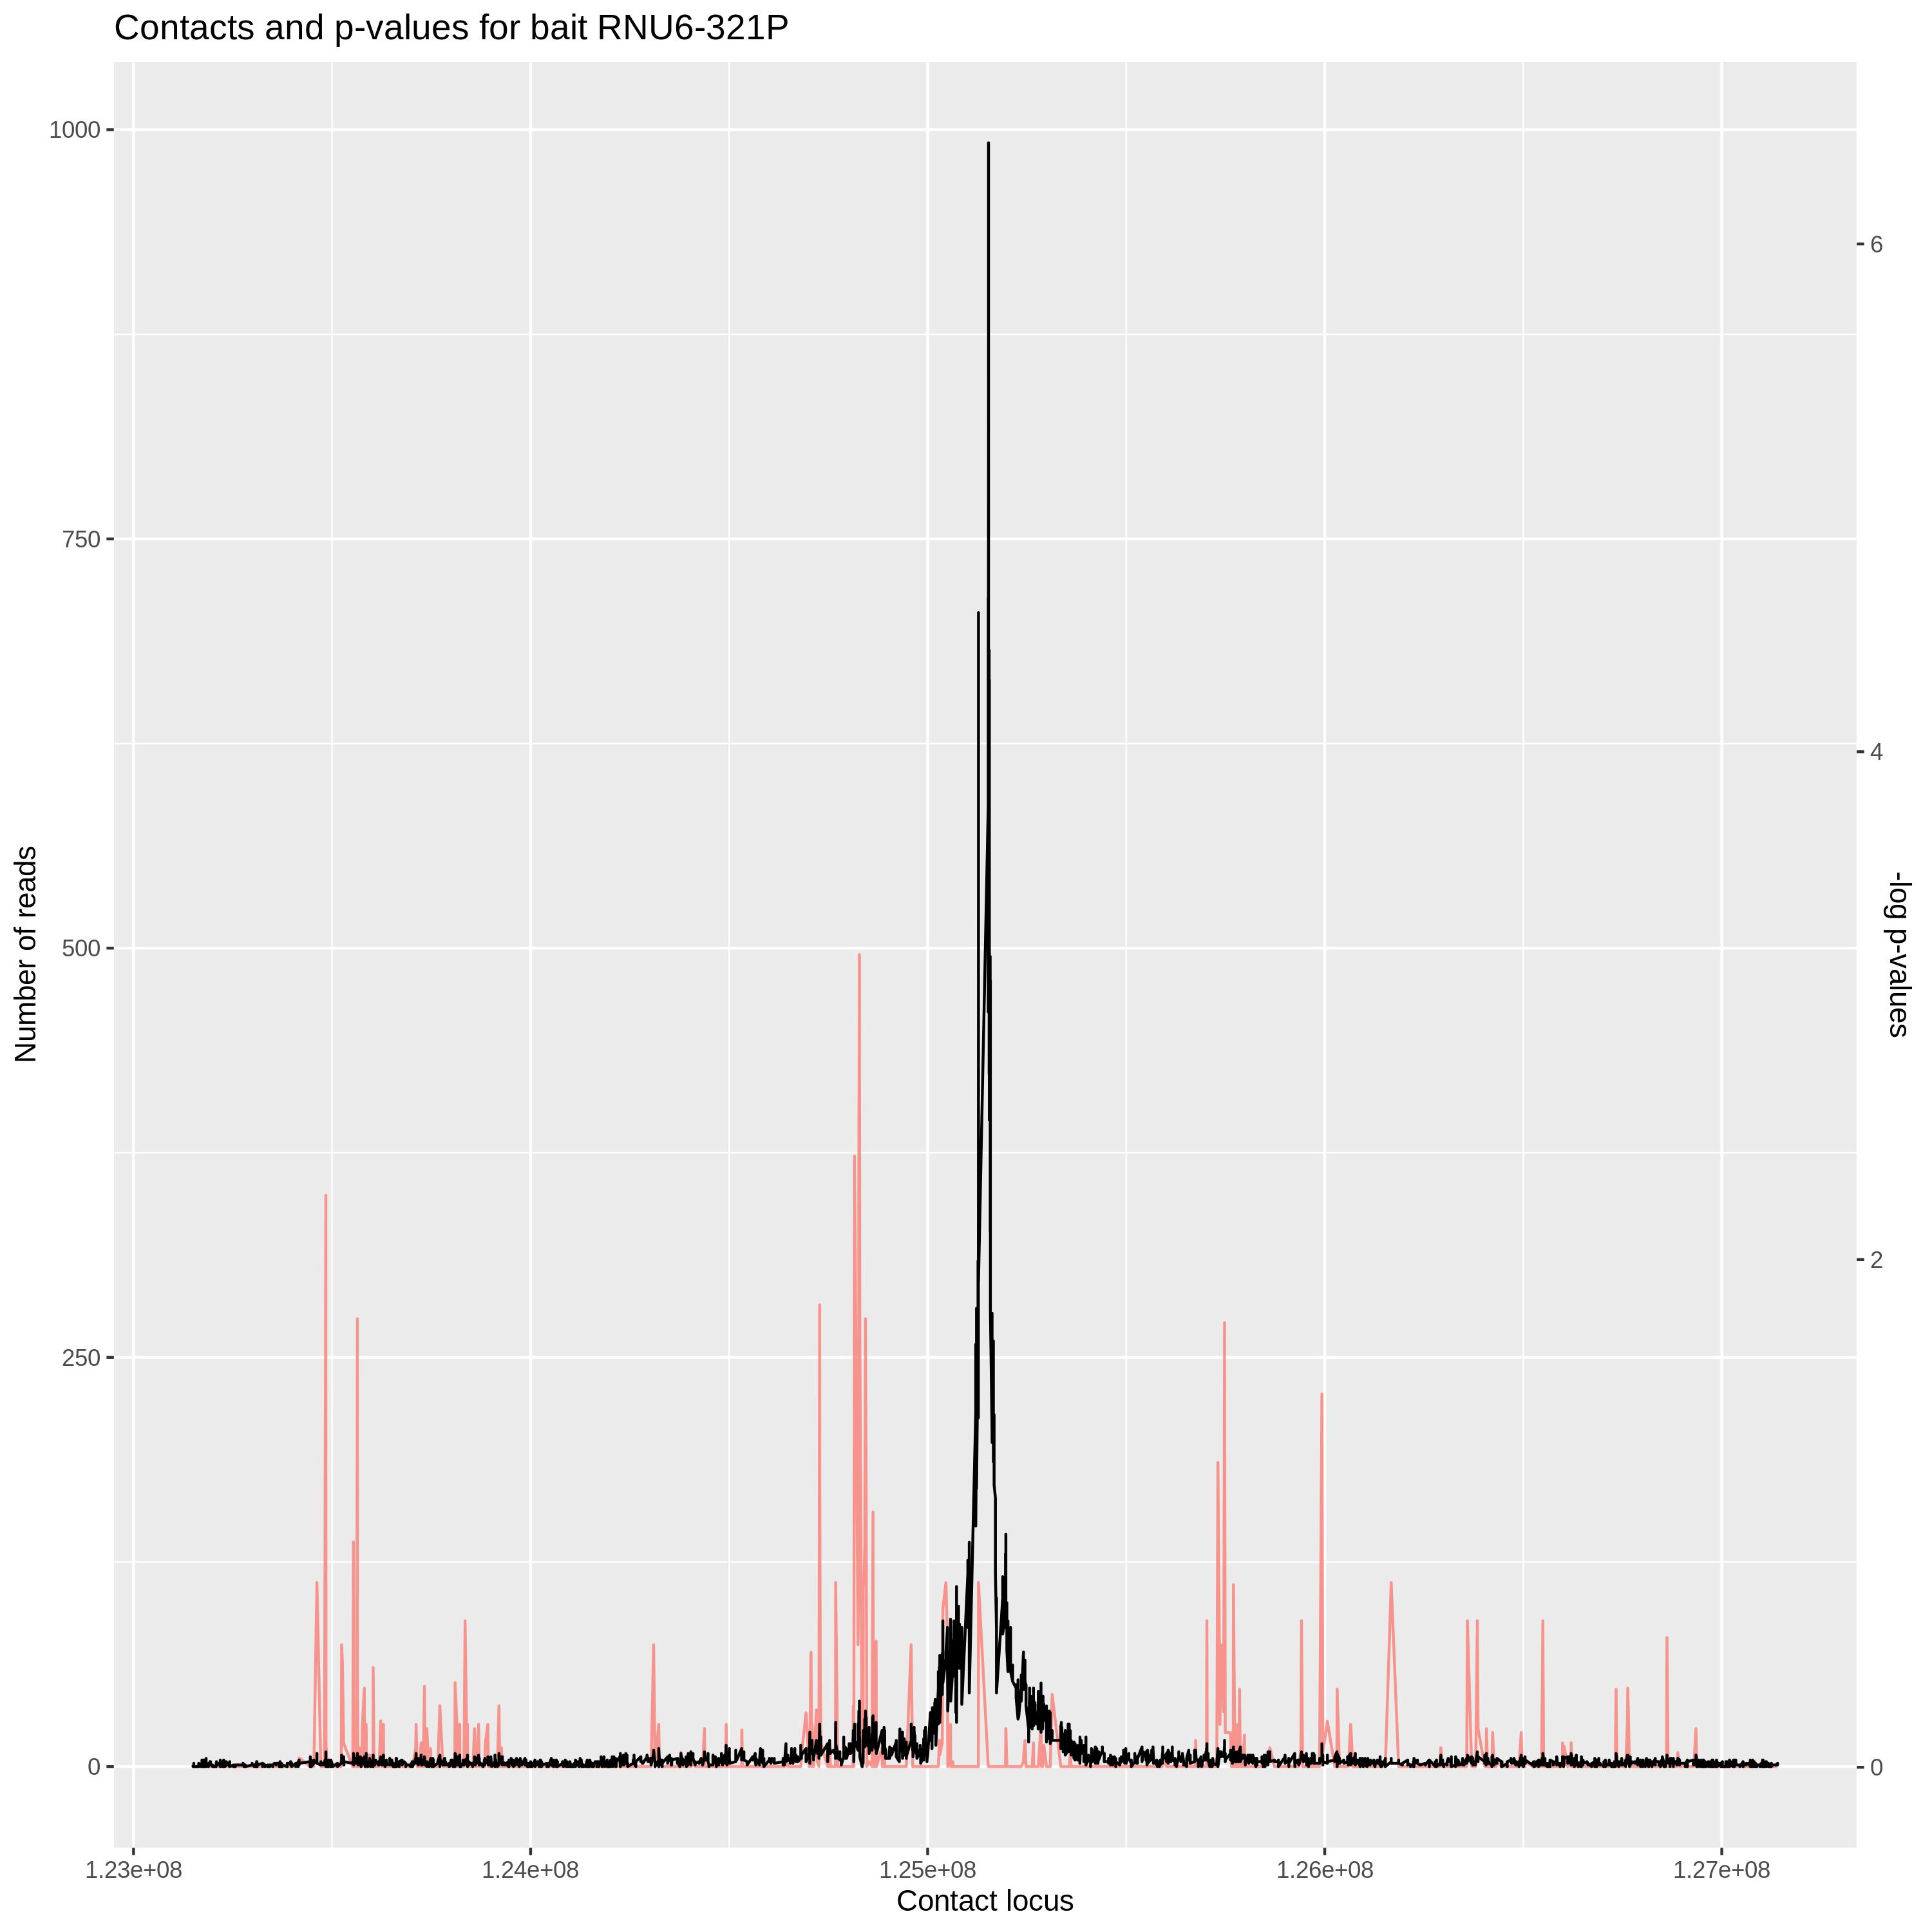 Contacts and p-values for bait RNU6-321P
1000
750
500
250
0
Number of reads
6
4
2
0
-log p-values
1.23e+08 1.24e+08 1.25e+08 1.26e+08 1.27e+08
Contact locus